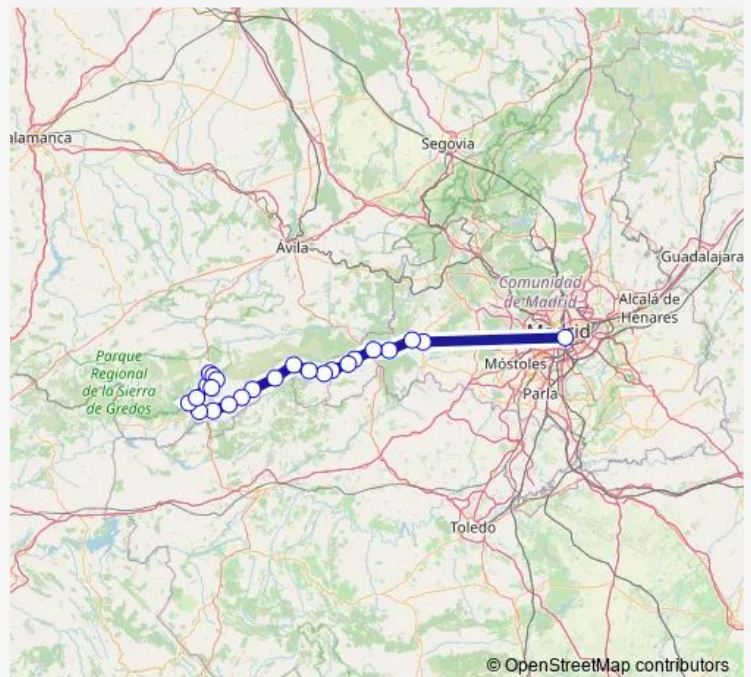 alamanca
Segovia
Ávila
Guadalajara
Comunidad
de Madrid
Alcalá de
Henares
Madrid
Móstoles
Parla
Parque
Regional
de la Sierra
de Gredos
Toledo
© OpenStreetMap contributors